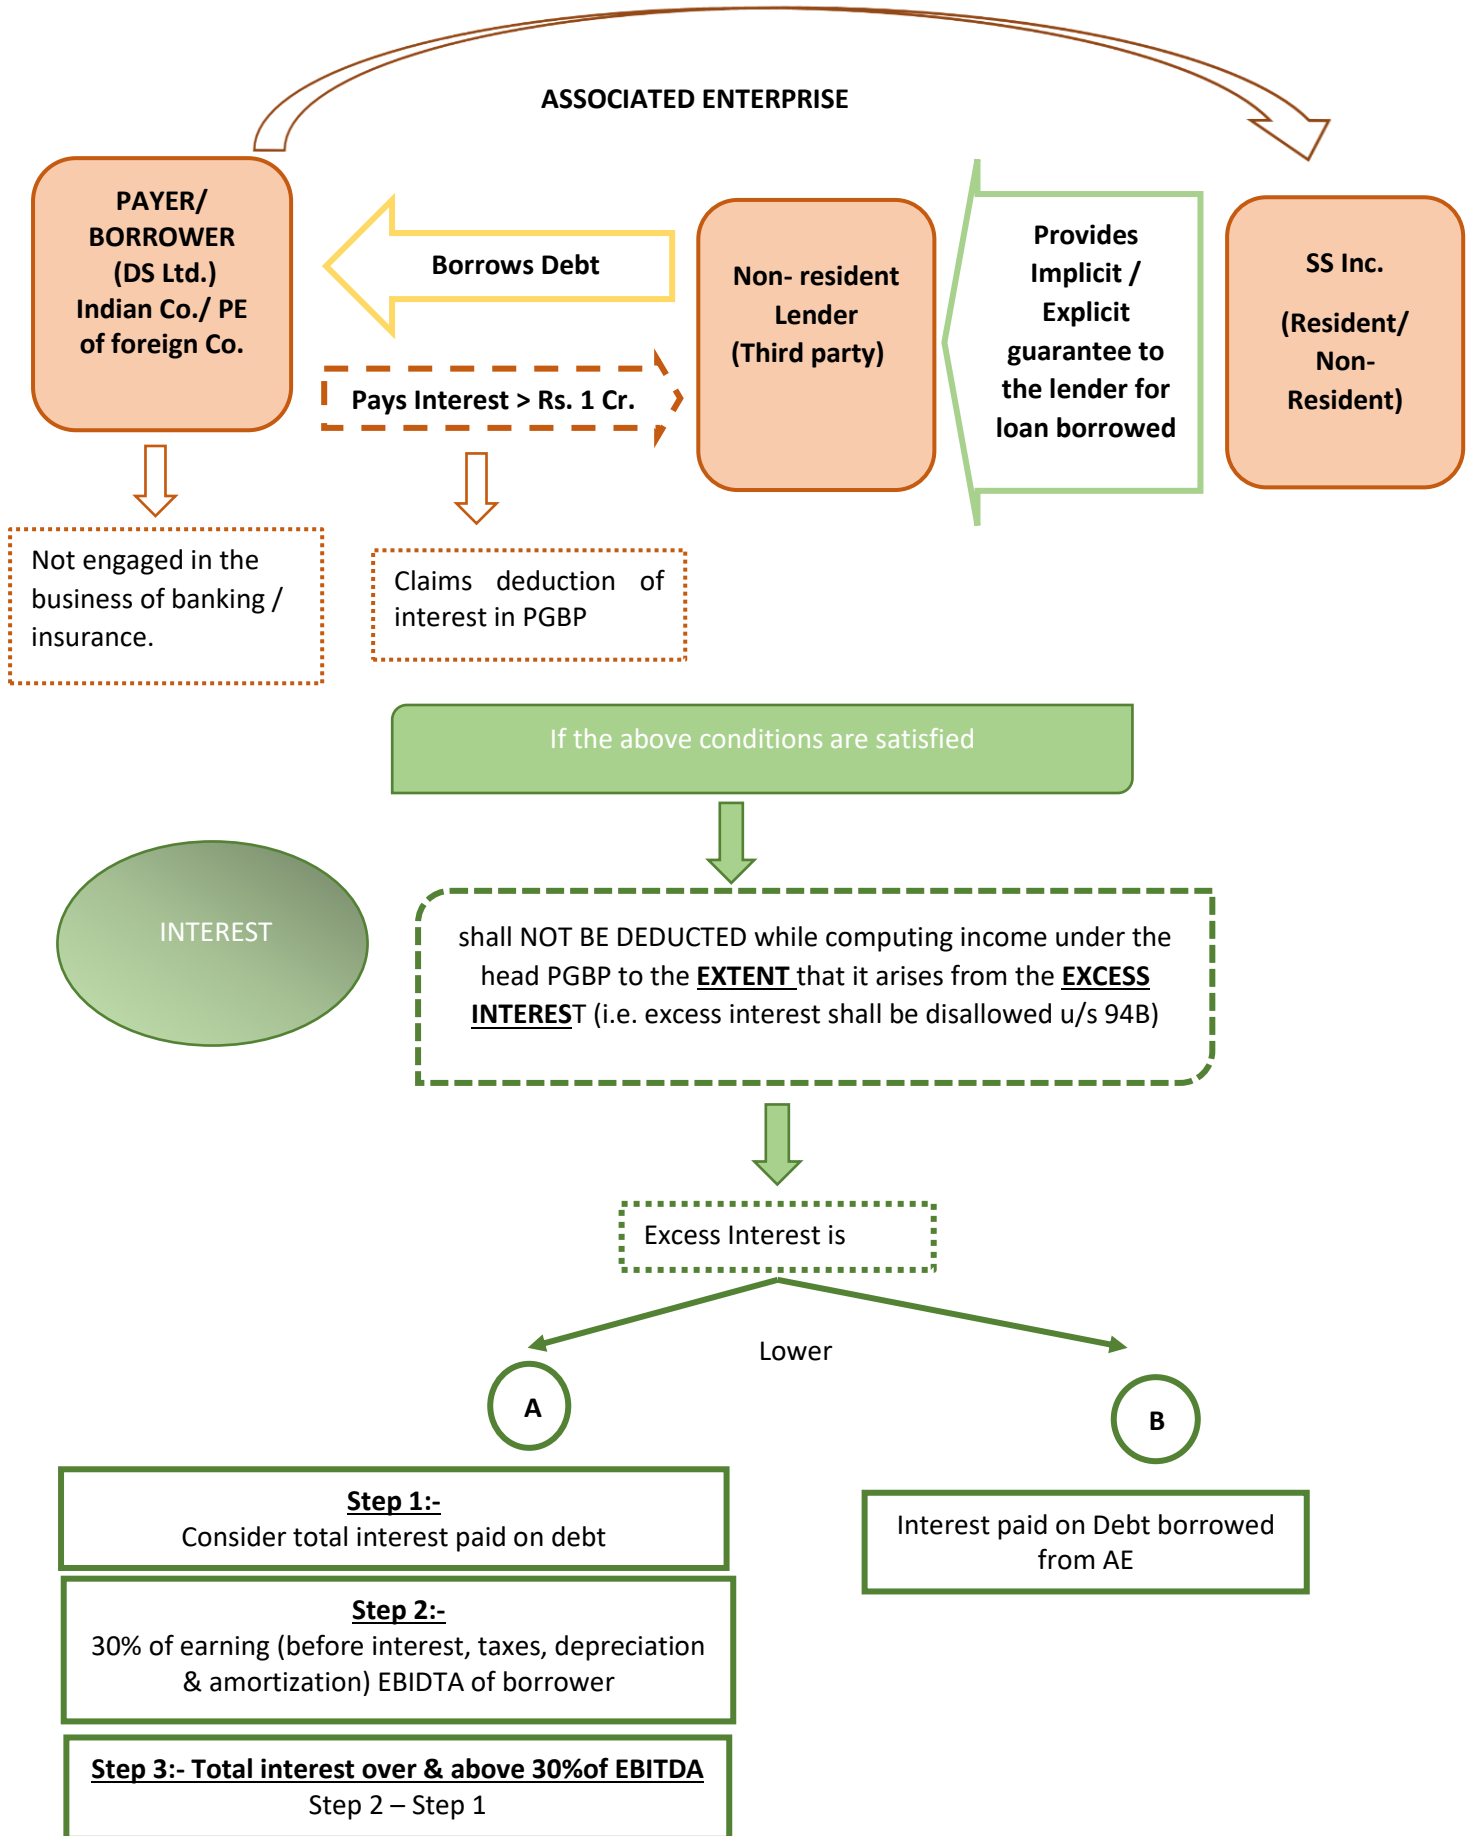 ASSOCIATED ENTERPRISE
PAYER/
BORROWER
(DS Ltd.)
Indian Co./ PE
of foreign Co.
Borrows Debt
Pays Interest > Rs. 1 Cr.
Non- resident
Lender
(Third party)
Provides
Implicit /
Explicit
guarantee to
the lender for
loan borrowed
SS Inc.
(Resident/
Non-
Resident)
Not engaged in the
business of banking /
insurance.
Claims deduction of
interest in PGBP
If the above conditions are satisfied
INTEREST
shall NOT BE DEDUCTED while computing income under the
head PGBP to the EXTENT that it arises from the EXCESS
INTEREST (i.e. excess interest shall be disallowed u/s 94B)
Excess Interest is
Lower
A
B
Step 1:-
Consider total interest paid on debt
Step 2:-
30% of earning (before interest, taxes, depreciation
& amortization) EBIDTA of borrower
Step 3:- Total interest over & above 30%of EBITDA
Step 2 – Step 1
Interest paid on Debt borrowed
from AE